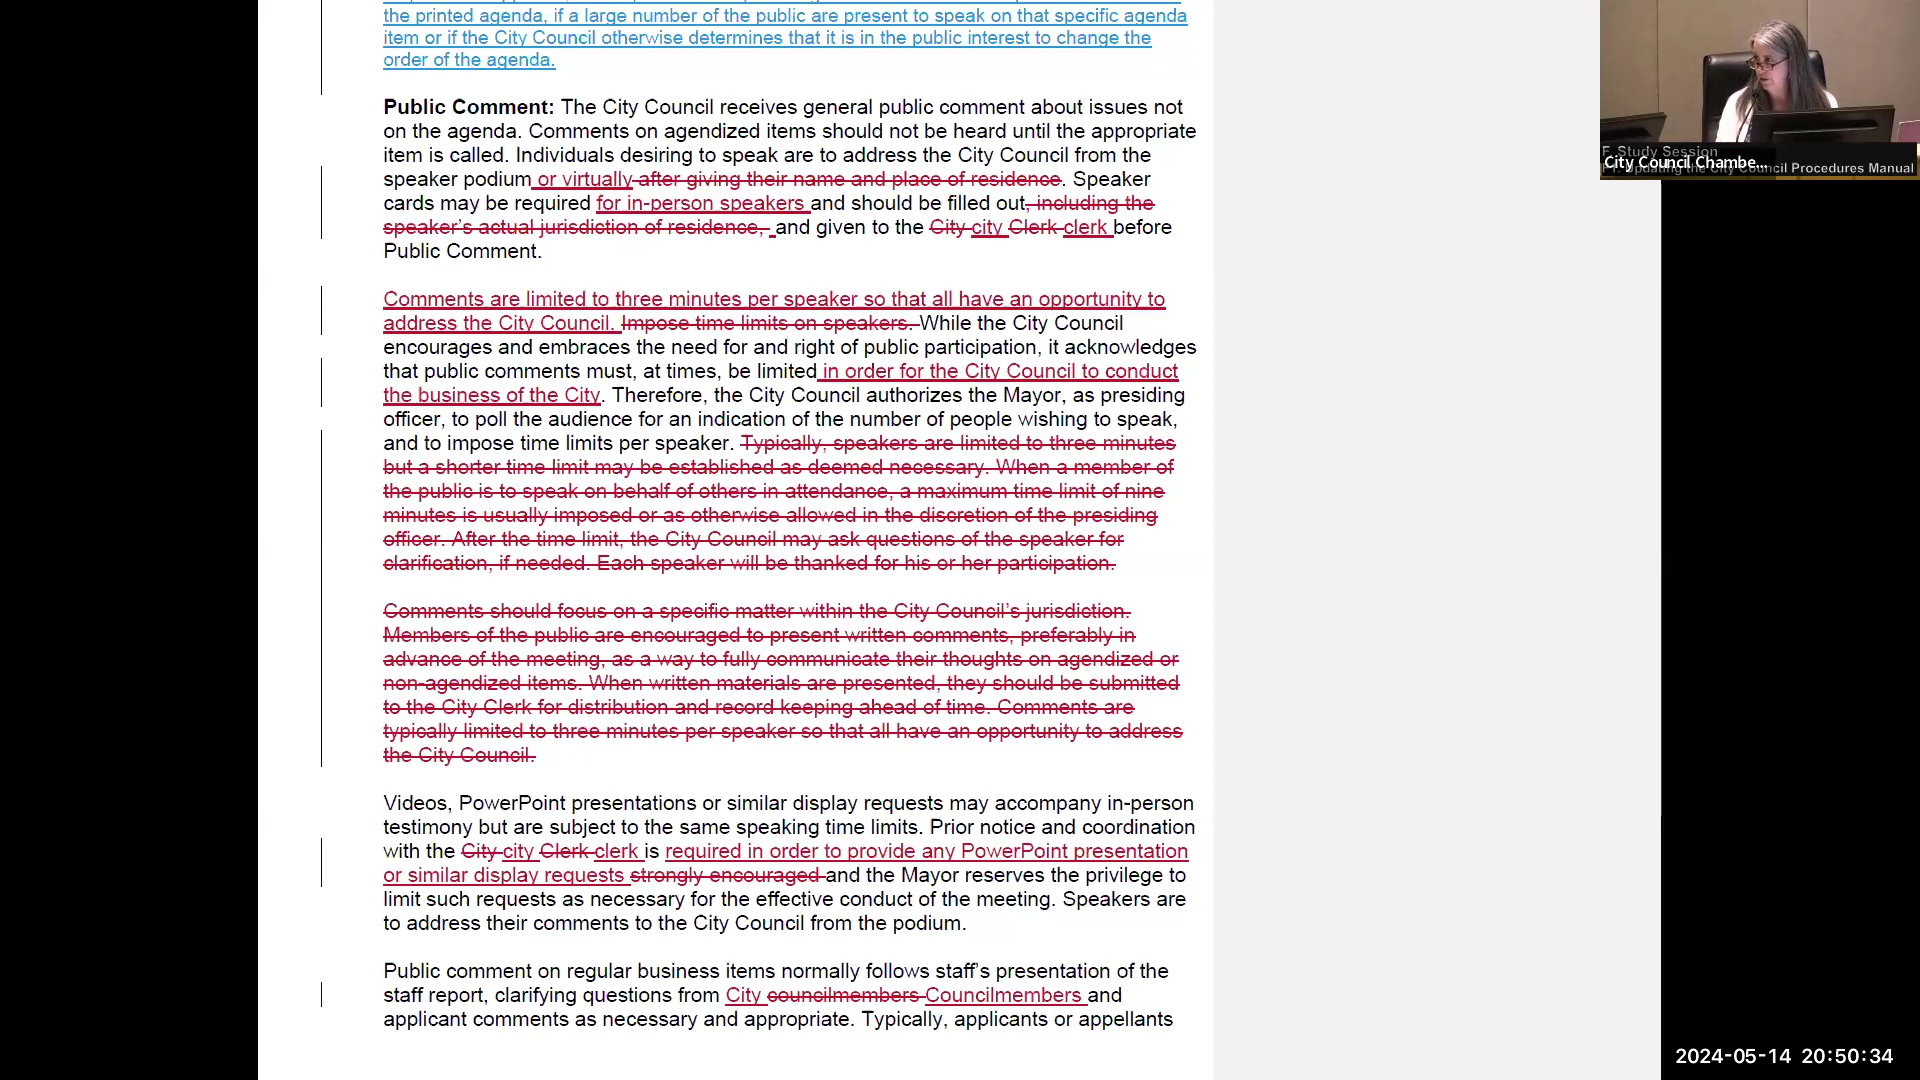 the printed agenda, if a large number of the public are present to speak on that specific agenda
item or if the City Council otherwise determines that it is in the public interest to change the
order of the agenda.
Public Comment: The City Council receives general public comment about issues not
on the agenda. Comments on agendized items should not be heard until the appropriate
item is called. Individuals desiring to speak are to address the City Council from the
speaker podium or virtually after giving their name and place of residence. Speaker
cards may be required for in-person speakers and should be filled out, including the
speaker's actual jurisdiction of residence, and given to the City city Clerk clerk before
Public Comment.
Comments are limited to three minutes per speaker so that all have an opportunity to
address the City Council. Impose time limits on speakers. While the City Council
encourages and embraces the need for and right of public participation, it acknowledges
that public comments must, at times, be limited in order for the City Council to conduct
the business of the City. Therefore, the City Council authorizes the Mayor, as presiding
officer, to poll the audience for an indication of the number of people wishing to speak,
and to impose time limits per speaker. Typically, speakers are limited to three minutes
but a shorter time limit may be established as deemed necessary. When a member of
the public is to speak on behalf of others in attendance, a maximum time limit of nine
minutes is usually imposed or as otherwise allowed in the discretion of the presiding
officer. After the time limit, the City Council may ask questions of the speaker for
clarification, if needed. Each speaker will be thanked for his or her participation.
Comments should focus on a specific matter within the City Council's jurisdiction.
Members of the public are encouraged to present written comments, preferably in
advance of the meeting, as a way to fully communicate their thoughts on agendized or
non-agendized items. When written materials are presented, they should be submitted
to the City Clerk for distribution and record keeping ahead of time. Comments are
typically limited to three minutes per speaker so that all have an opportunity to address
the City Council.
Videos, PowerPoint presentations or similar display requests may accompany in-person
testimony but are subject to the same speaking time limits. Prior notice and coordination
with the City city Clerk clerk is required in order to provide any PowerPoint presentation
or similar display requests strongly encouraged and the Mayor reserves the privilege to
limit such requests as necessary for the effective conduct of the meeting. Speakers are
to address their comments to the City Council from the podium.
Public comment on regular business items normally follows staff's presentation of the
staff report, clarifying questions from City councilmembers Councilmembers and
applicant comments as necessary and appropriate. Typically, applicants or appellants
F. Study Session
City Council Chambe...
Council Procedures Manual
2024-05-14 20:50:34